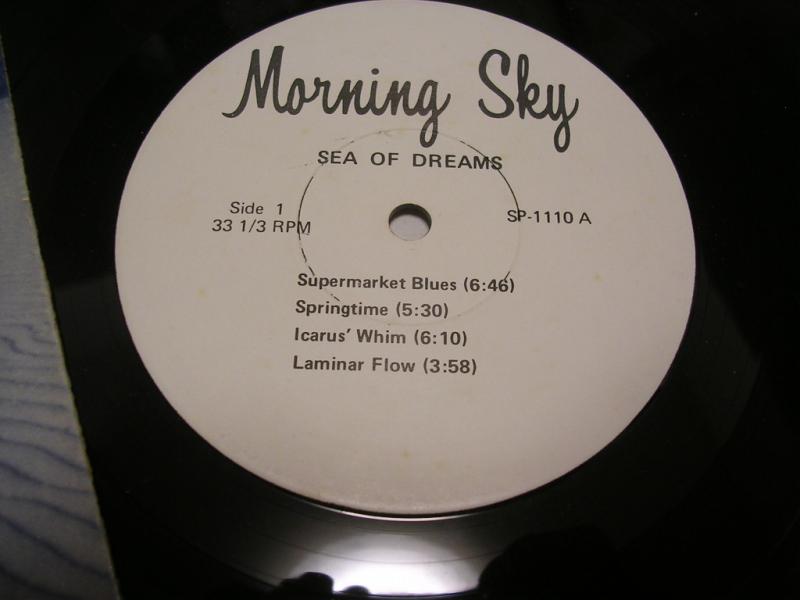 Morning Sky
SEA OF DREAMS
Side 1
33 1/3 RPM
SP-1110 A
Supermarket Blues (6:46)
Springtime (5:30)
Icarus' Whim (6:10)
Laminar Flow (3:58)